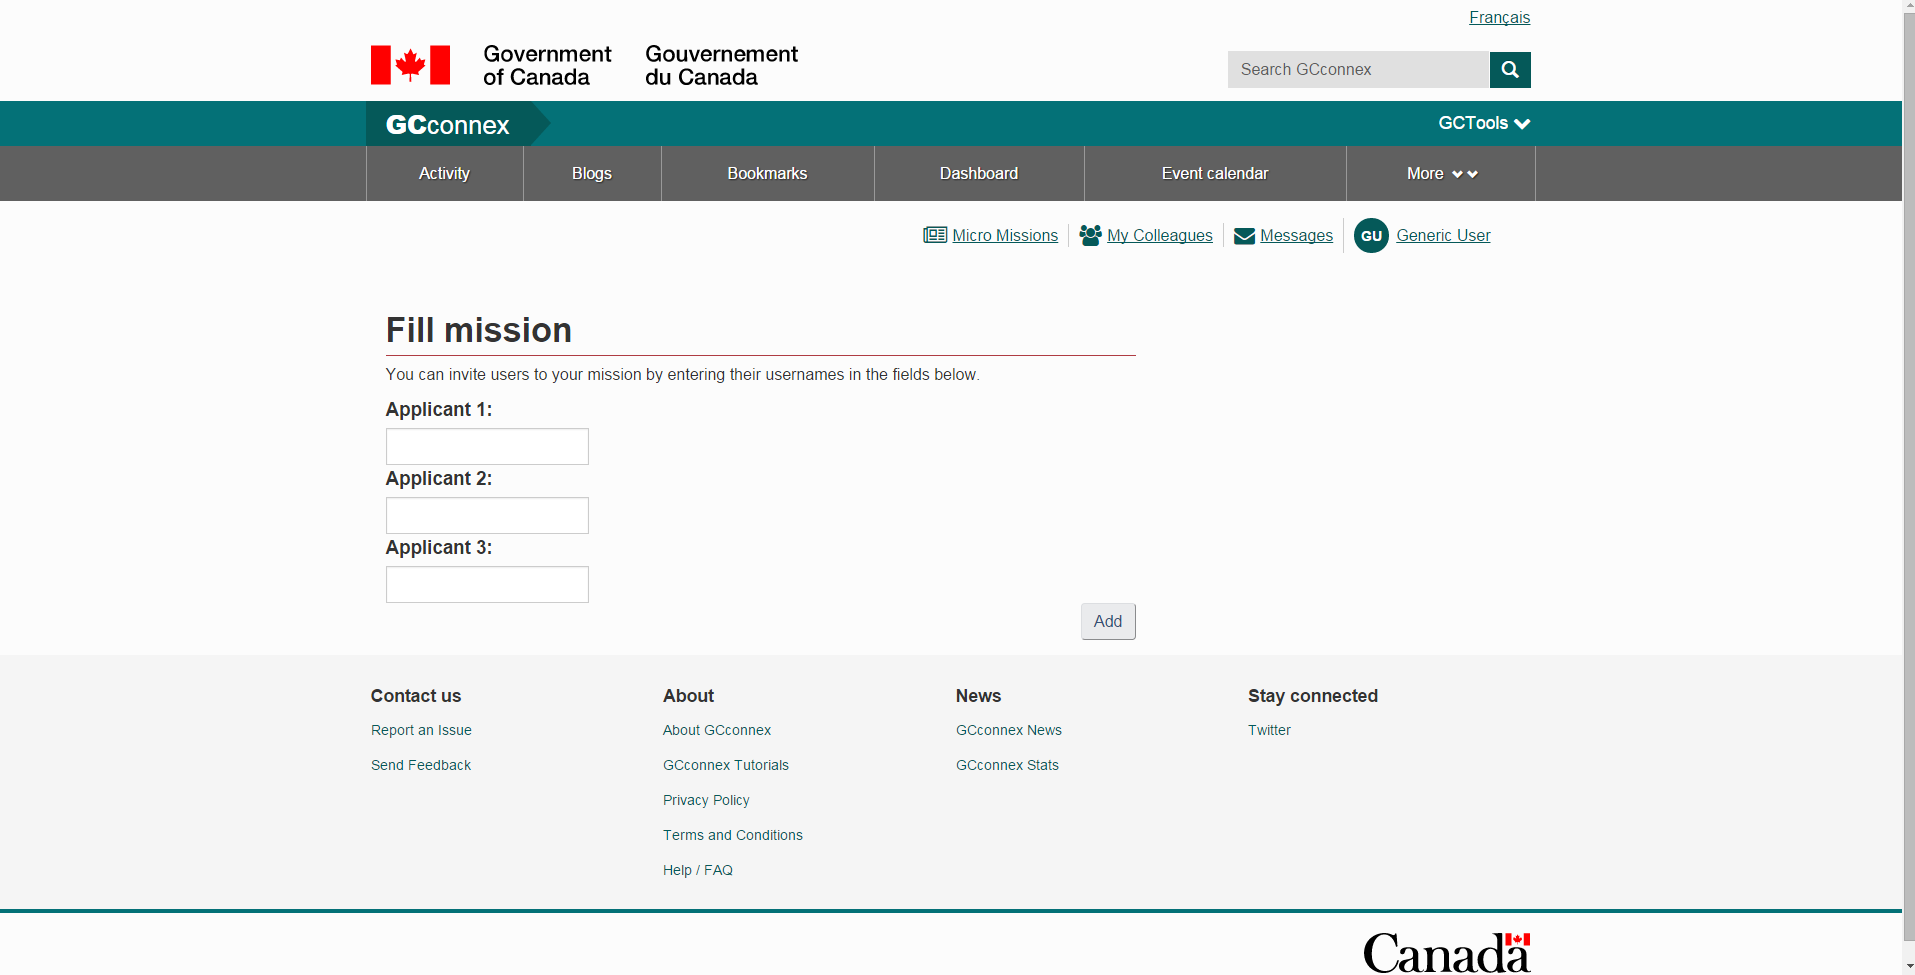 Français
Government of Canada
Gouvernement du Canada
Search GCconnex
GCconnex
GCTools
Activity
Blogs
Bookmarks
Dashboard
Event calendar
More
Micro Missions
My Colleagues
Messages
GU
Generic User
Fill mission
You can invite users to your mission by entering their usernames in the fields below.
Applicant 1:
Applicant 2:
Applicant 3:
Add
Contact us
Report an Issue
Send Feedback
About
About GCconnex
GCconnex Tutorials
Privacy Policy
Terms and Conditions
Help / FAQ
News
GCconnex News
GCconnex Stats
Stay connected
Twitter
Canada